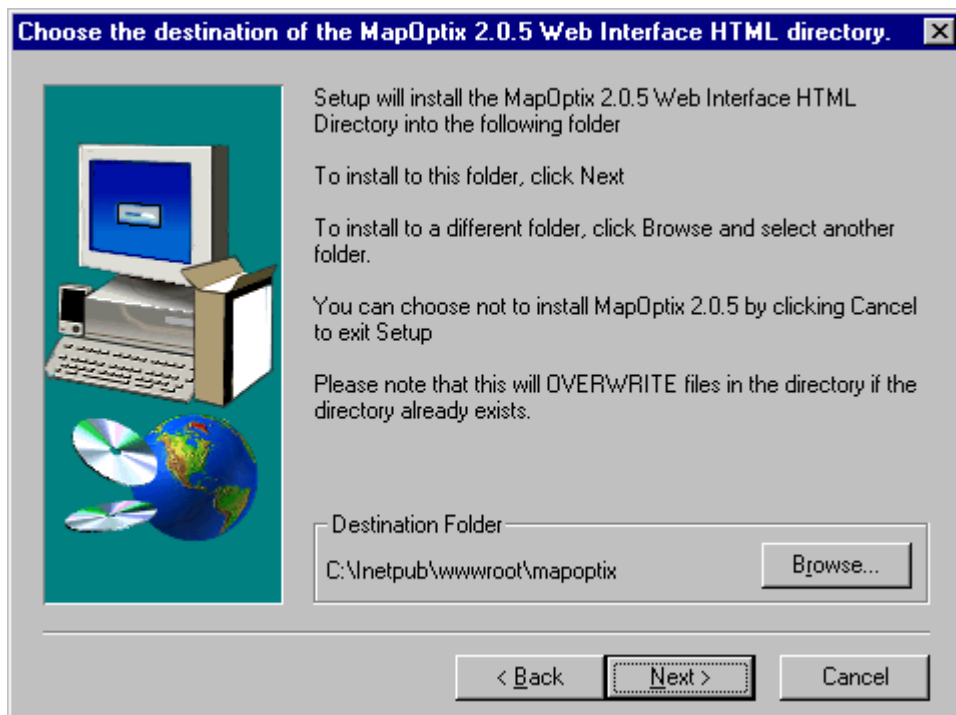 Choose the destination of the MapOptix 2.0.5 Web Interface HTML directory.
Setup will install the MapOptix 2.0.5 Web Interface HTML
Directory into the following folder
To install to this folder, click Next
To install to a different folder, click Browse and select another
folder.
You can choose not to install MapOptix 2.0.5 by clicking Cancel
to exit Setup
Please note that this will OVERWRITE files in the directory if the
directory already exists.
Destination Folder
C:\Inetpub\wwwroot\mapoptix
Browse...
< Back
Next >
Cancel